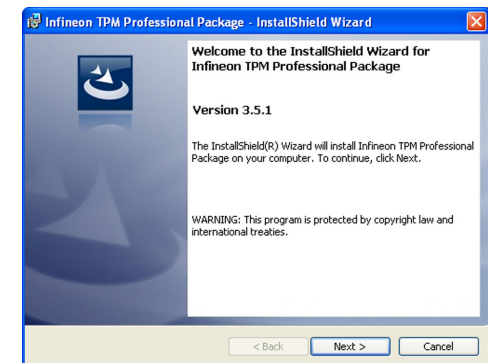 Infineon TPM Professional Package - InstallShield Wizard
Welcome to the InstallShield Wizard for
Infineon TPM Professional Package
Version 3.5.1
The InstallShield(R) Wizard will install Infineon TPM Professional
Package on your computer. To continue, click Next.
WARNING: This program is protected by copyright law and
international treaties.
< Back Next > Cancel